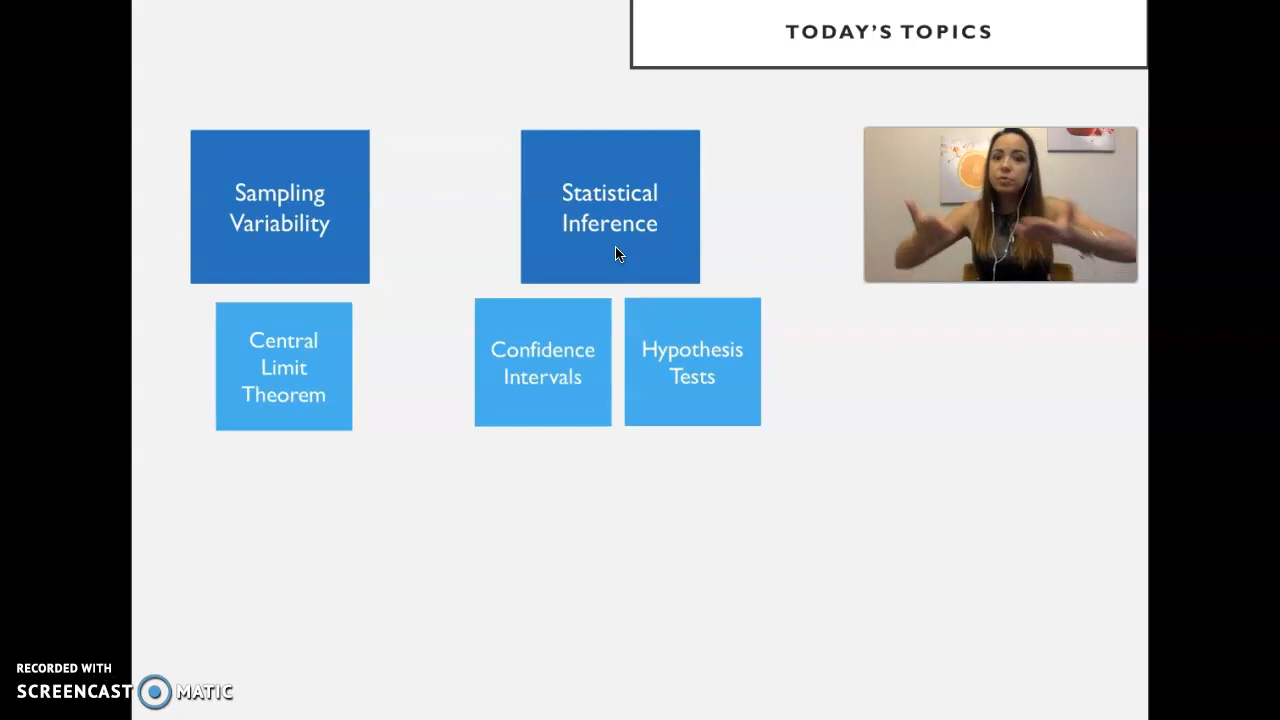 TODAY'S TOPICS
Sampling
Variability
Statistical
Inference
Central
Limit
Theorem
Confidence
Intervals
Hypothesis
Tests
RECORDED WITH
SCREENCAST MATIC